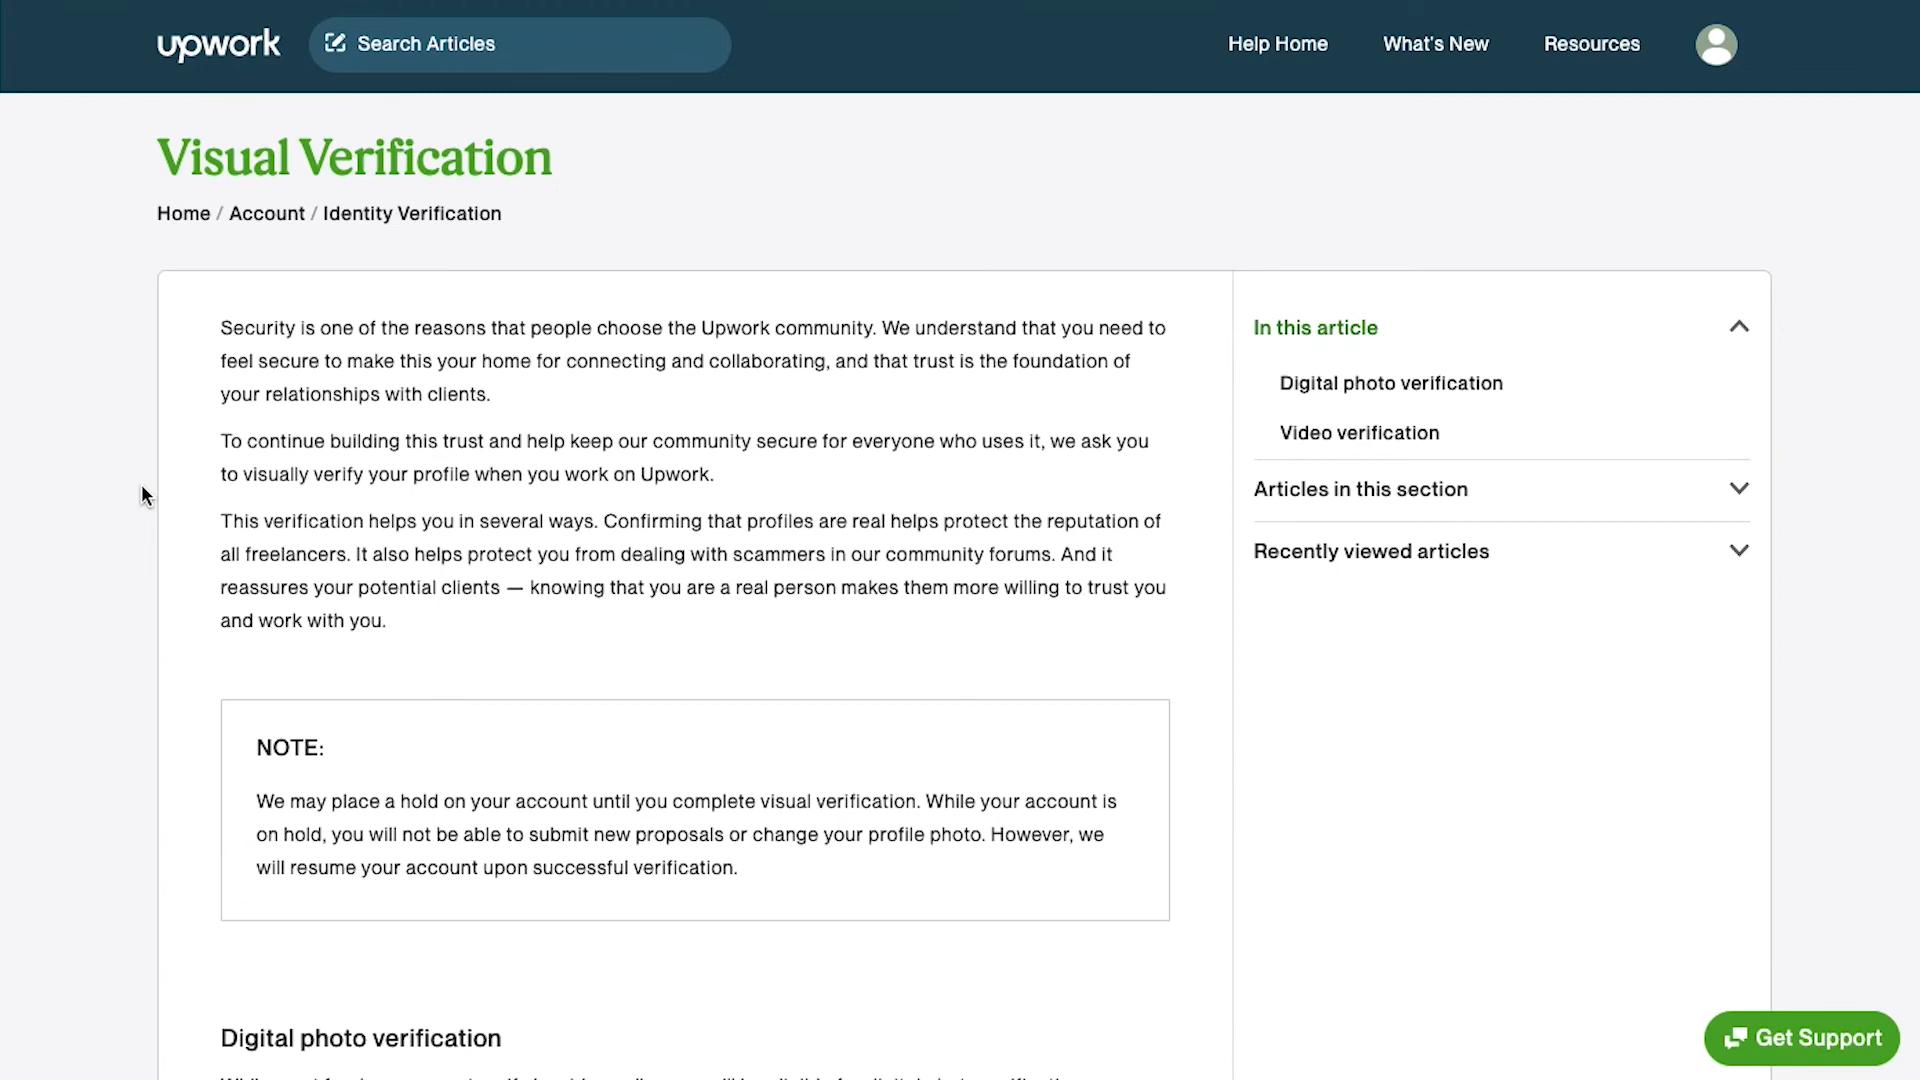 upwork
Search Articles
Help Home
What's New
Resources
Visual Verification
Home / Account / Identity Verification
Security is one of the reasons that people choose the Upwork community. We understand that you need to
feel secure to make this your home for connecting and collaborating, and that trust is the foundation of
your relationships with clients.
To continue building this trust and help keep our community secure for everyone who uses it, we ask you
to visually verify your profile when you work on Upwork.
This verification helps you in several ways. Confirming that profiles are real helps protect the reputation of
all freelancers. It also helps protect you from dealing with scammers in our community forums. And it
reassures your potential clients — knowing that you are a real person makes them more willing to trust you
and work with you.
NOTE:
We may place a hold on your account until you complete visual verification. While your account is
on hold, you will not be able to submit new proposals or change your profile photo. However, we
will resume your account upon successful verification.
Digital photo verification
In this article
Digital photo verification
Video verification
Articles in this section
Recently viewed articles
Get Support